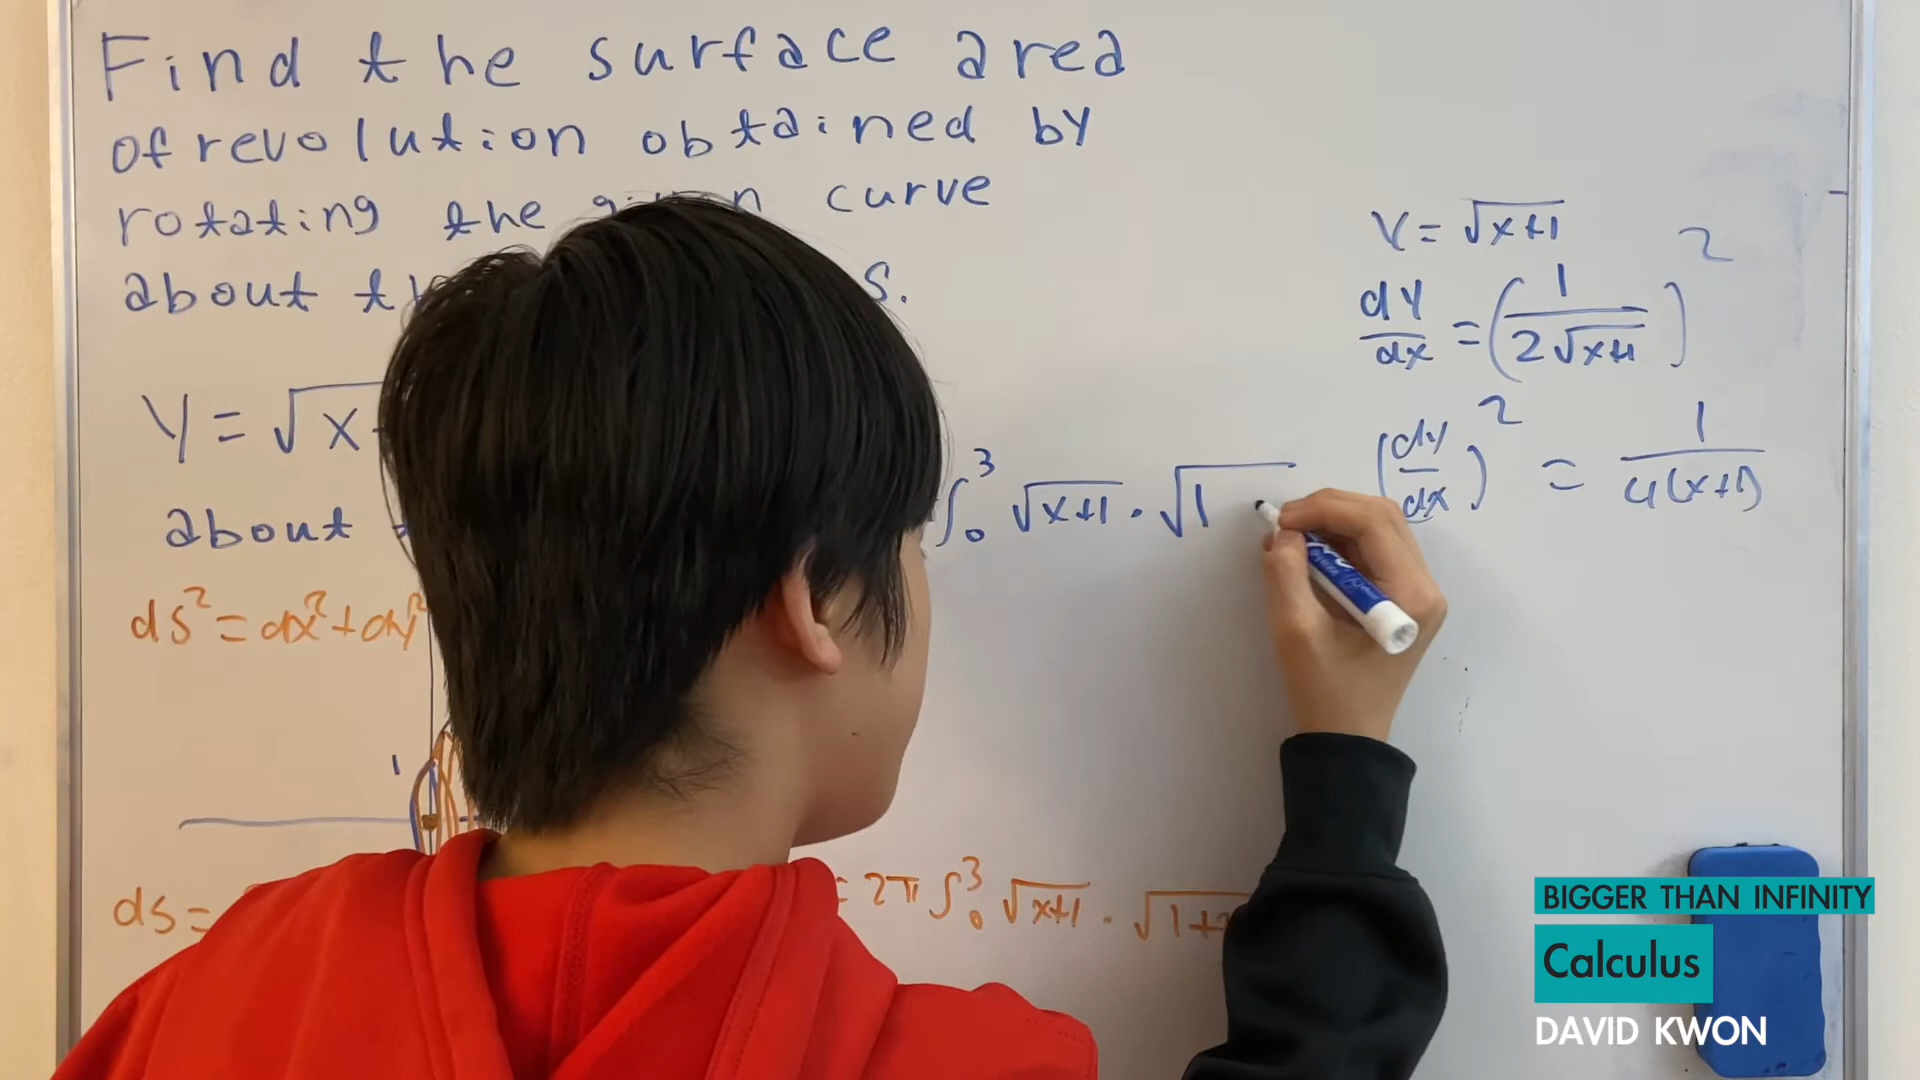 Find the surface area
of revolution obtained by
rotating the curve
about s.
y = √x
about
ds² = dx² + dy²
1
ds =
∫₀³ √x+1 · √1
= 2π ∫₀³ √x+1 · √1+
y = √x+1
dy/dx = (1/2√x+1)²
(dy/dx)² = 1/4(x+1)
BIGGER THAN INFINITY
Calculus
DAVID KWON